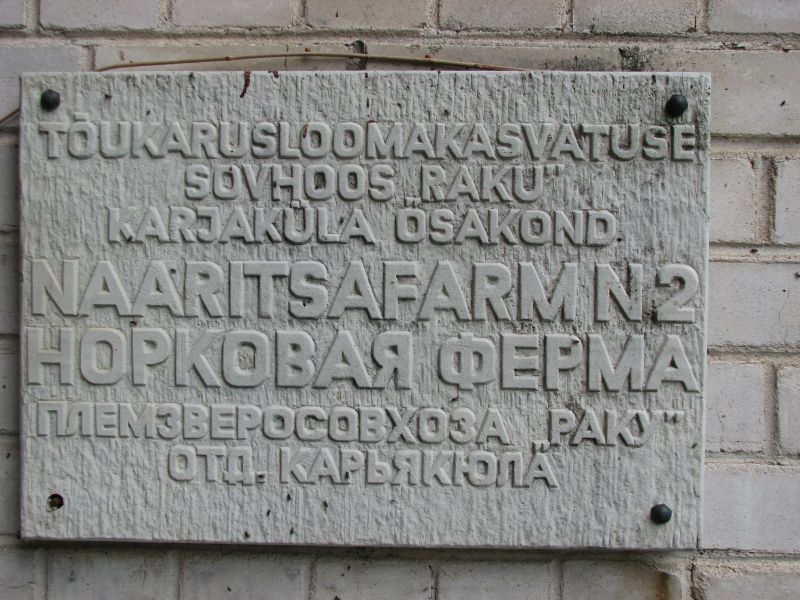 TÕUKARUSLOOMAKASVATUSE
SOVHOOS „RAKU"
KARJAKÜLA OSAKOND
NAARITSAFARM N 2
НОРКОВАЯ ФЕРМА
ПЛЕМЗВЕРОСОВХОЗА „РАКУ"
ОТД. КАРЬЯКЮЛА